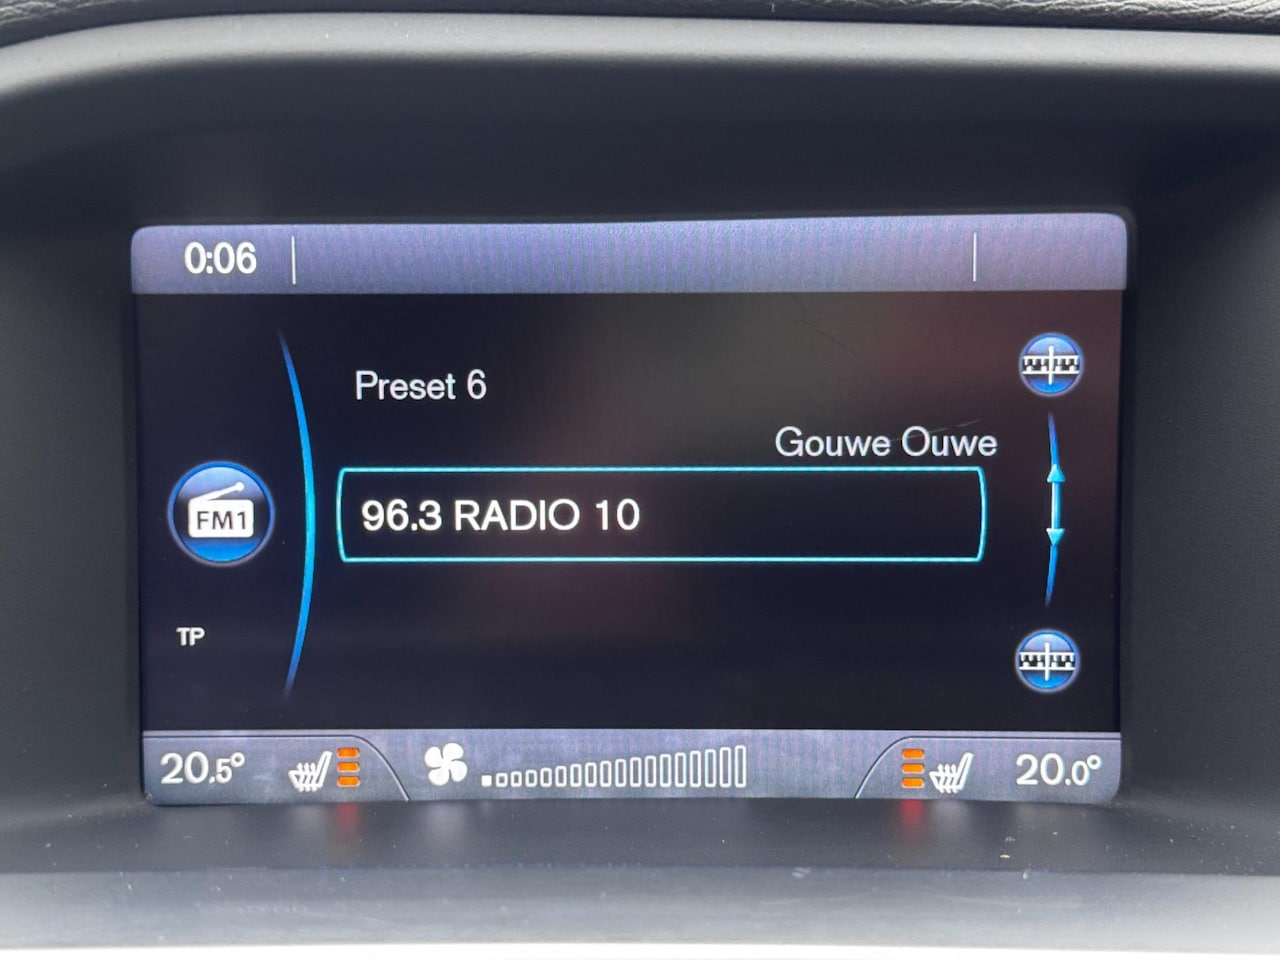 0:06
Preset 6
Gouwe Ouwe
FM1
96.3 RADIO 10
TP
20.5°
20.0°